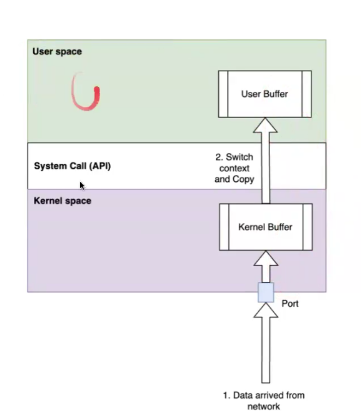 User space
User Buffer
System Call (API)
2. Switch
context
and Copy
Kernel space
Kernel Buffer
Port
1. Data arrived from
network